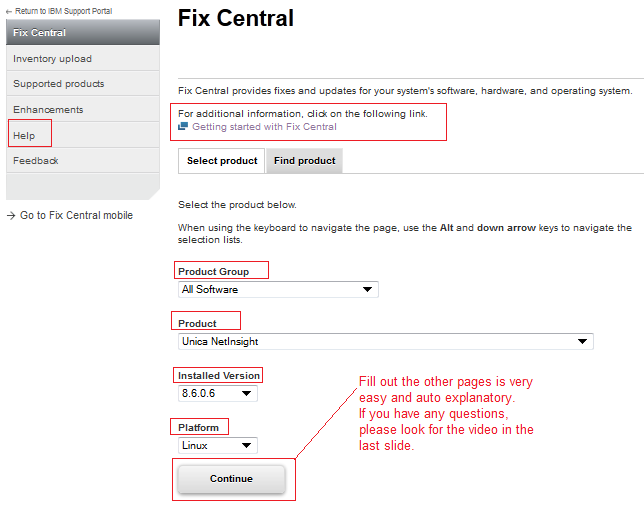 ← Return to IBM Support Portal
Fix Central
Inventory upload
Supported products
Enhancements
Help
Feedback
→ Go to Fix Central mobile
Fix Central
Fix Central provides fixes and updates for your system's software, hardware, and operating system.
For additional information, click on the following link.
Getting started with Fix Central
Select product
Find product
Select the product below.
When using the keyboard to navigate the page, use the Alt and down arrow keys to navigate the
selection lists.
Product Group
All Software
Product
Unica NetInsight
Installed Version
8.6.0.6
Platform
Linux
Continue
Fill out the other pages is very
easy and auto explanatory.
If you have any questions,
please look for the video in the
last slide.